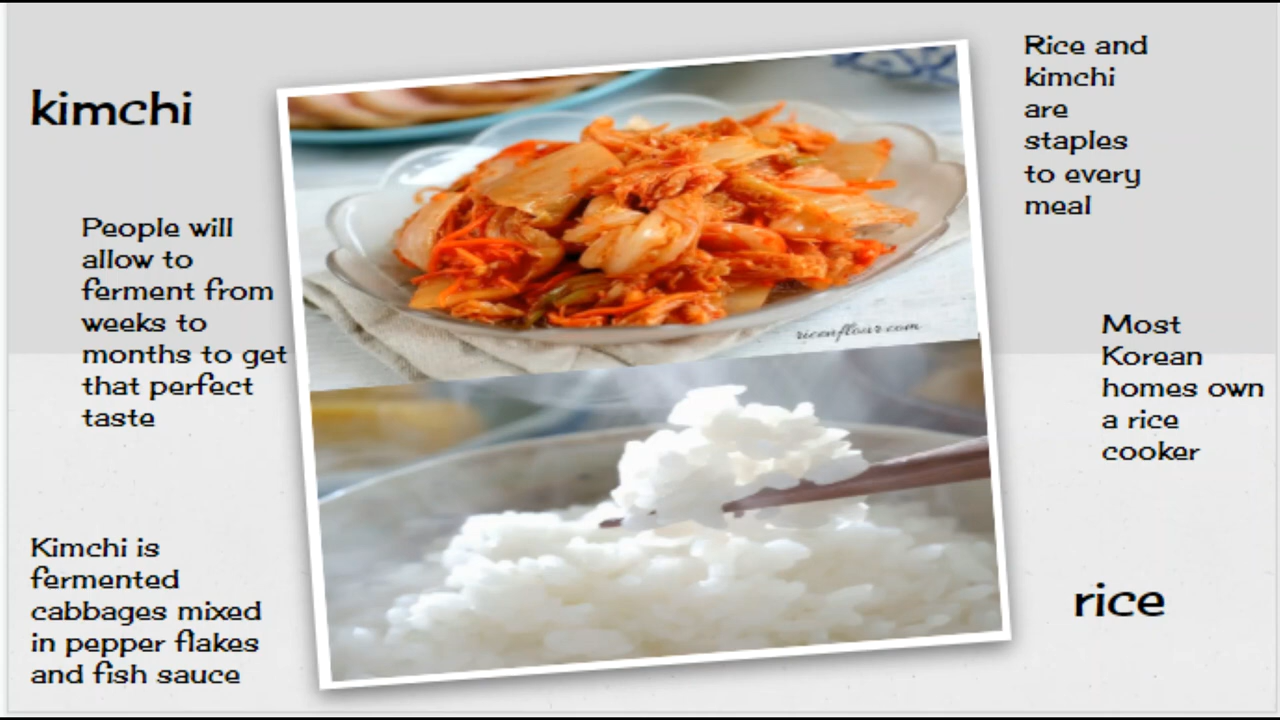 kimchi
People will
allow to
ferment from
weeks to
months to get
that perfect
taste
Kimchi is
fermented
cabbages mixed
in pepper flakes
and fish sauce
ricenflour.com
Rice and
kimchi
are
staples
to every
meal
Most
Korean
homes own
a rice
cooker
rice